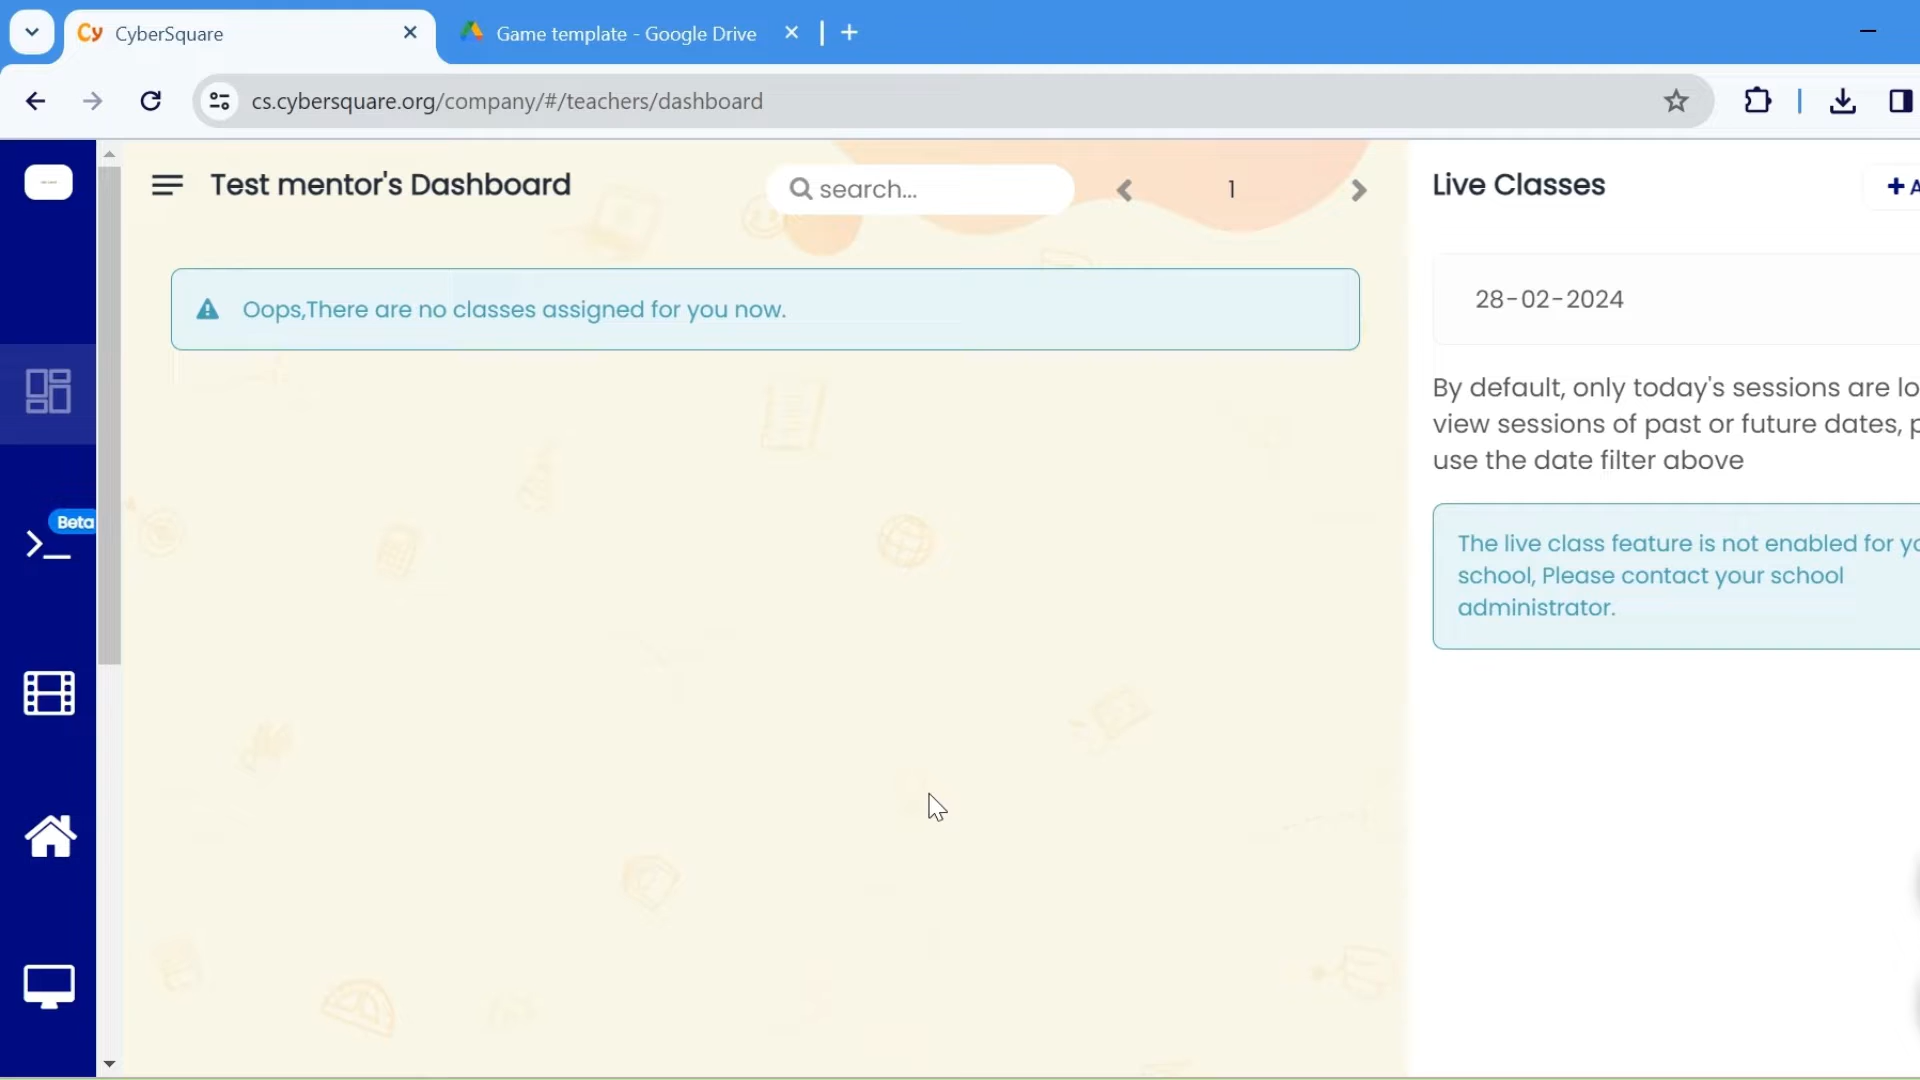 CyberSquare
Game template - Google Drive
cs.cybersquare.org/company/#/teachers/dashboard
Test mentor's Dashboard
search...
1
Live Classes
+ A
Oops,There are no classes assigned for you now.
28-02-2024
By default, only today's sessions are lo
view sessions of past or future dates, p
use the date filter above
Beta
The live class feature is not enabled for yo
school, Please contact your school
administrator.